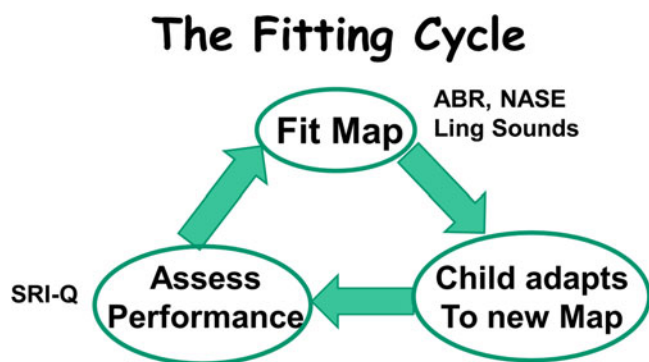 The Fitting Cycle
Fit Map
ABR, NASE
Ling Sounds
SRI-Q
Assess
Performance
Child adapts
To new Map